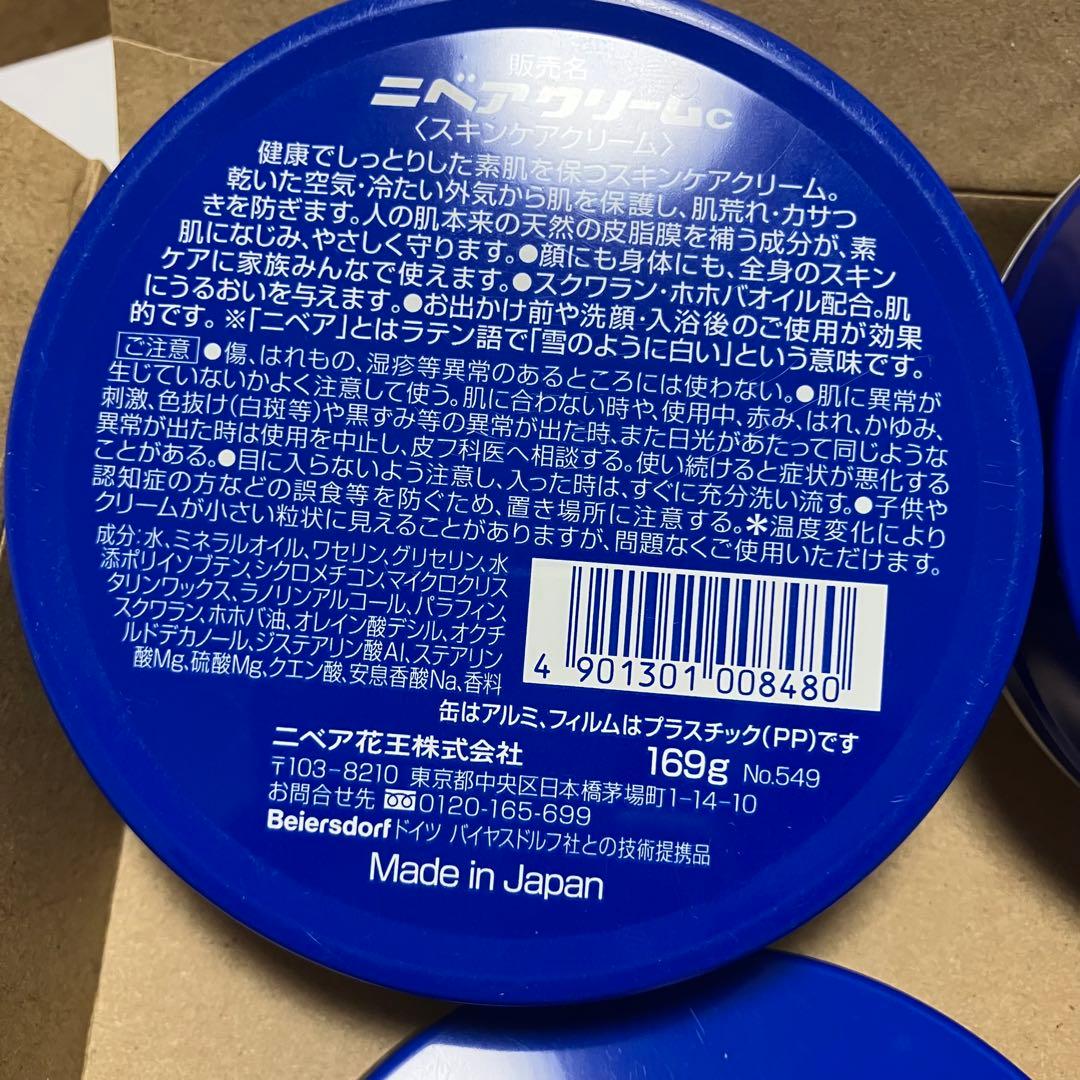 販売名
ニベアクリームc
〈スキンケアクリーム〉
健康でしっとりした素肌を保つスキンケアクリーム。
乾いた空気・冷たい外気から肌を保護し、肌荒れ・カサつ
きを防ぎます。人の肌本来の天然の皮脂膜を補う成分が、素
肌になじみ、やさしく守ります。●顔にも身体にも、全身のスキン
ケアに家族みんなで使えます。●スクワラン・ホホバオイル配合。肌
にうるおいを与えます。●お出かけ前や洗顔・入浴後のご使用が効果
的です。※「ニベア」とはラテン語で「雪のように白い」という意味です。
ご注意 ●傷、はれもの、湿疹等異常のあるところには使わない。●肌に異常が
生じていないかよく注意して使う。肌に合わない時や、使用中、赤み、はれ、かゆみ、
刺激、色抜け(白斑等)や黒ずみ等の異常が出た時、また日光があたって同じような
異常が出た時は使用を中止し、皮フ科医へ相談する。使い続けると症状が悪化する
ことがある。●目に入らないよう注意し、入った時は、すぐに充分洗い流す。●子供や
認知症の方などの誤食等を防ぐため、置き場所に注意する。＊温度変化により
クリームが小さい粒状に見えることがありますが、問題なくご使用いただけます。
成分:水、ミネラルオイル、ワセリン、グリセリン、水
添ポリイソブテン、シクロメチコン、マイクロクリス
タリンワックス、ラノリンアルコール、パラフィン、
スクワラン、ホホバ油、オレイン酸デシル、オクチ
ルドデカノール、ジステアリン酸Al、ステアリン
酸Mg、硫酸Mg、クエン酸、安息香酸Na、香料
4 901301 008480
缶はアルミ、フィルムはプラスチック(PP)です
ニベア花王株式会社 169g No.549
〒103-8210 東京都中央区日本橋茅場町1-14-10
お問合せ先 0120-165-699
Beiersdorfドイツ バイヤスドルフ社との技術提携品
Made in Japan